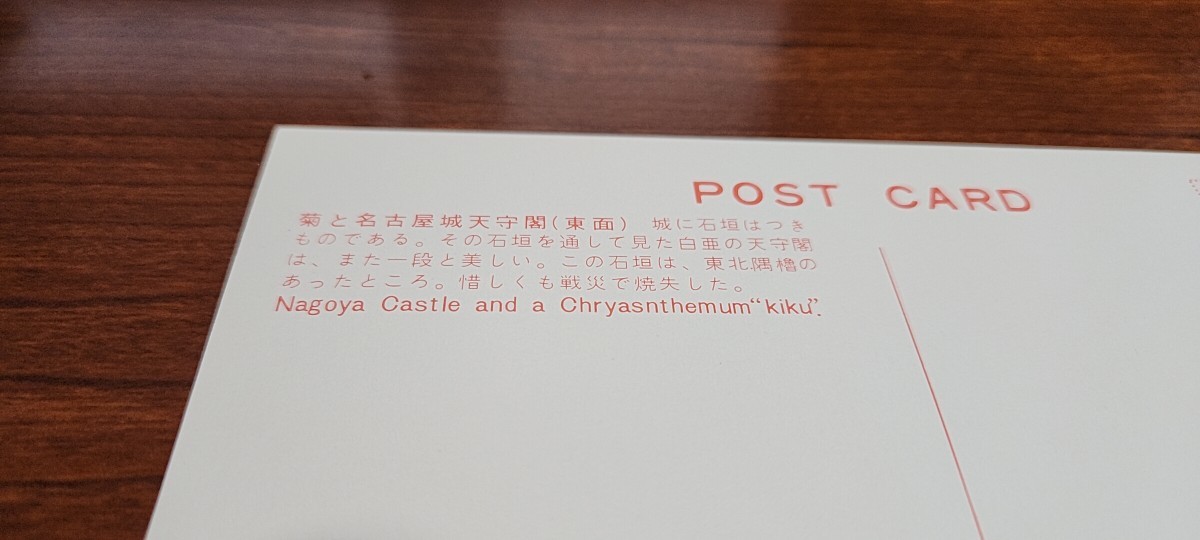 POST CARD
菊と名古屋城天守閣(東面) 城に石垣はつき
ものである。その石垣を通して見た白亜の天守閣
は、また一段と美しい。この石垣は、東北隅櫓の
あったところ。惜しくも戦災で焼失した。
Nagoya Castle and a Chryasnthemum“kiku”.